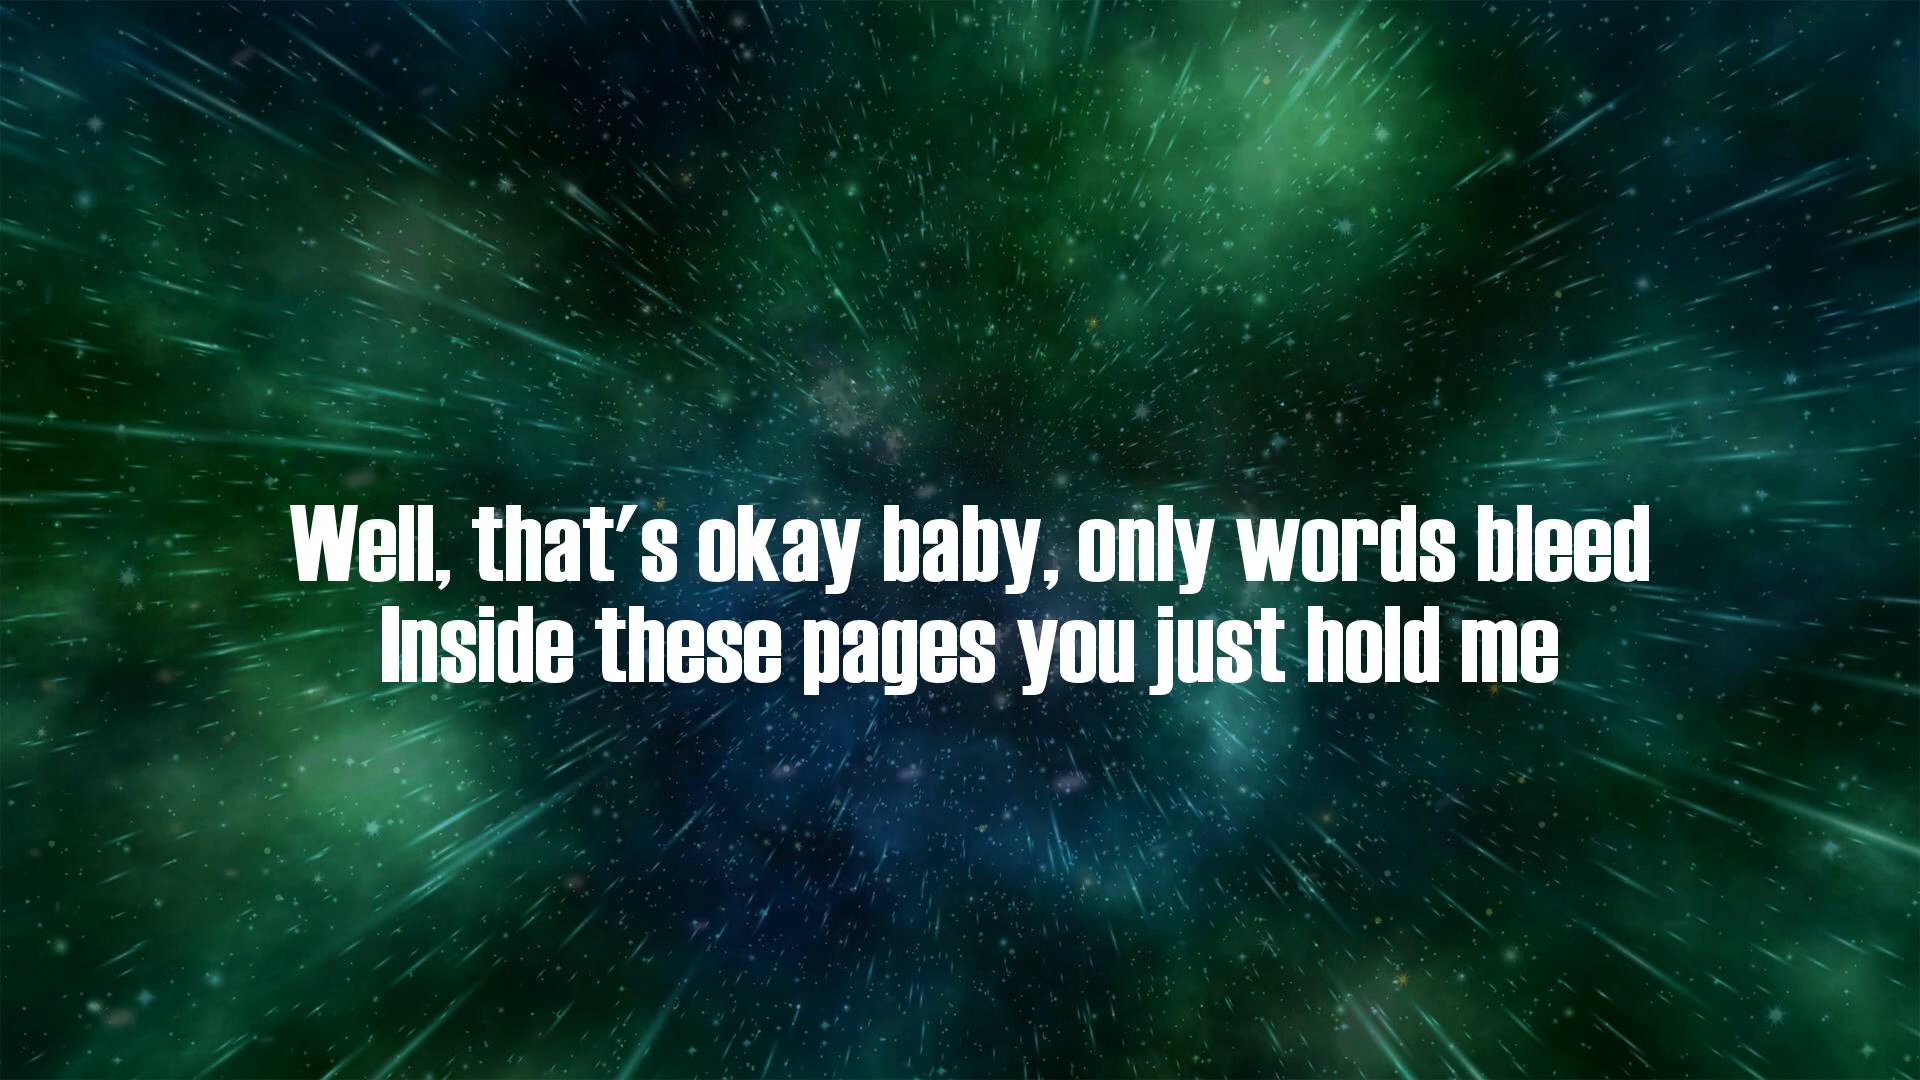 Well, that's okay baby, only words bleed
Inside these pages you just hold me